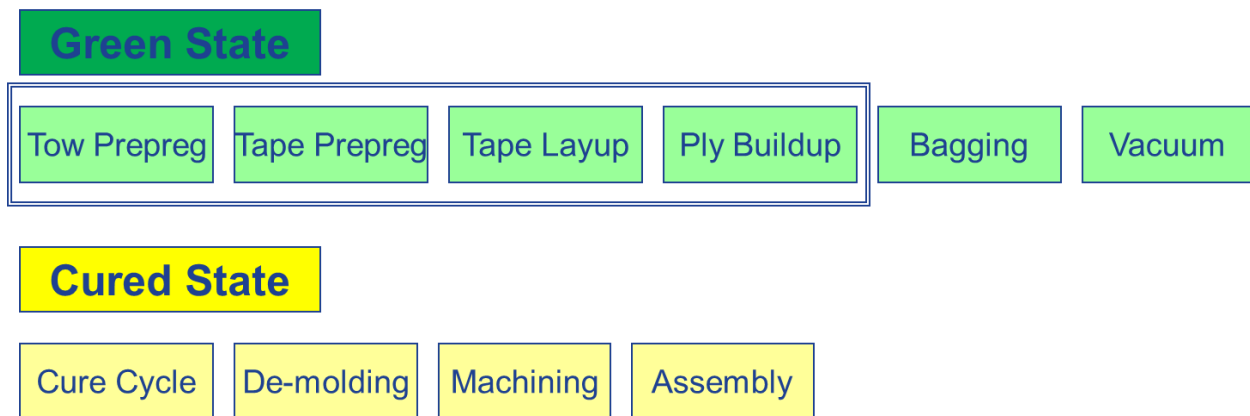 Green State
Tow Prepreg Tape Prepreg Tape Layup Ply Buildup Bagging Vacuum
Cured State
Cure Cycle De-molding Machining Assembly